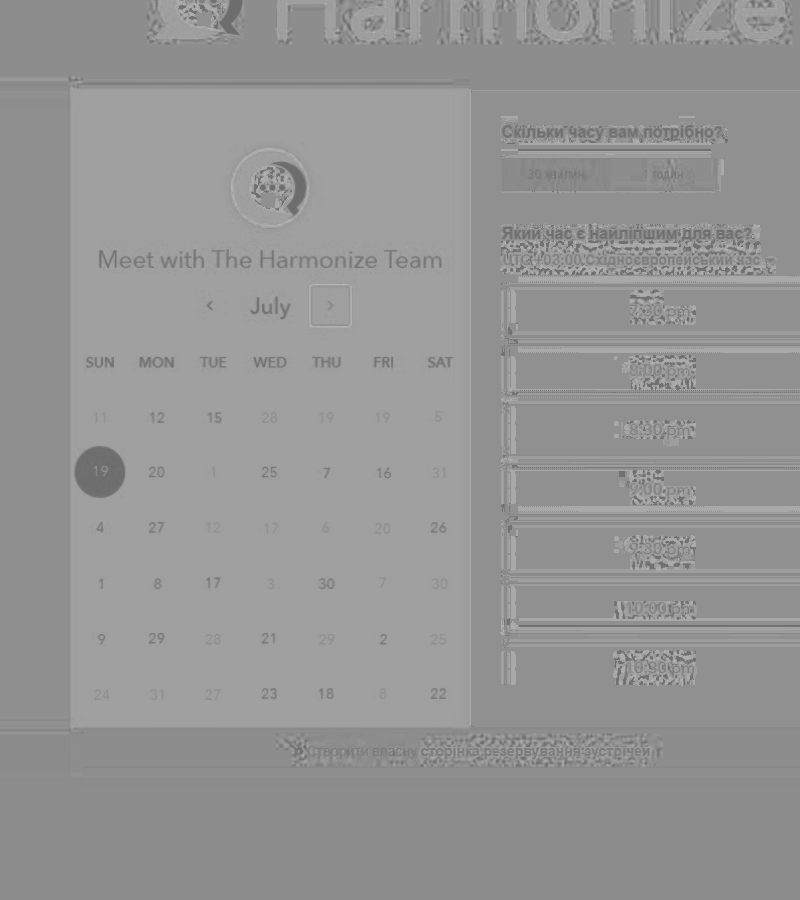 Harmonize
Meet with The Harmonize Team
July
SUN MON TUE WED THU FRI SAT
11 12 15 28 19 19 5
19 20 1 25 7 16 31
4 27 12 17 6 20 26
1 8 17 3 30 7 30
9 29 28 21 29 2 25
24 31 27 23 18 8 22
Скільки часу вам потрібно?
30 хвилин 1 годин
Який час є найліпшим для вас?
UTC+03:00 Східноєвропейський час
7:30 pm
8:00 pm
8:30 pm
9:00 pm
9:30 pm
10:00 pm
10:30 pm
Створити власну сторінка резервування зустрічей